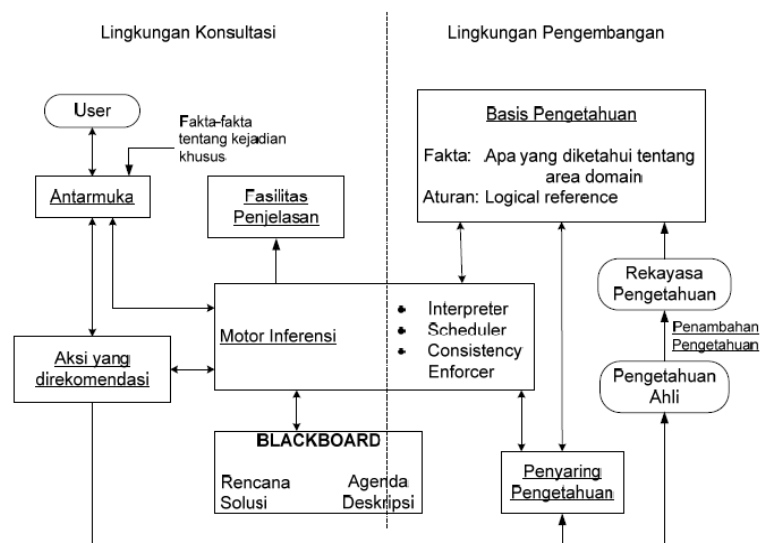 Lingkungan Konsultasi
Lingkungan Pengembangan
User
Fakta-fakta
tentang kejadian
khusus
Antarmuka
Fasilitas
Penjelasan
Basis Pengetahuan
Fakta: Apa yang diketahui tentang
area domain
Aturan: Logical reference
Motor Inferensi
• Interpreter
• Scheduler
• Consistency
Enforcer
Rekayasa
Pengetahuan
Penambahan
Pengetahuan
Pengetahuan
Ahli
Aksi yang
direkomendasi
BLACKBOARD
Rencana
Solusi
Agenda
Deskripsi
Penyaring
Pengetahuan